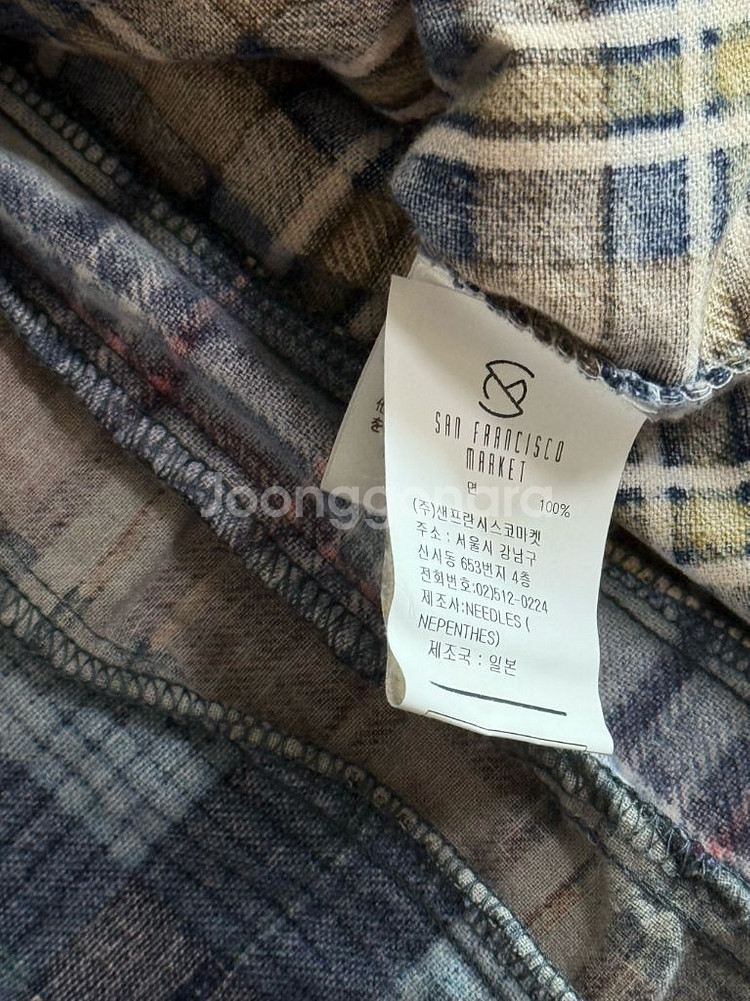 SAN FRANCISCO
MARKET
면 100%
(주)샌프란시스코마켓
주소 : 서울시 강남구
신사동 653번지 4층
전화번호:02)512-0224
제조사:NEEDLES (
NEPENTHES)
제조국 : 일본
を
Joonggonara